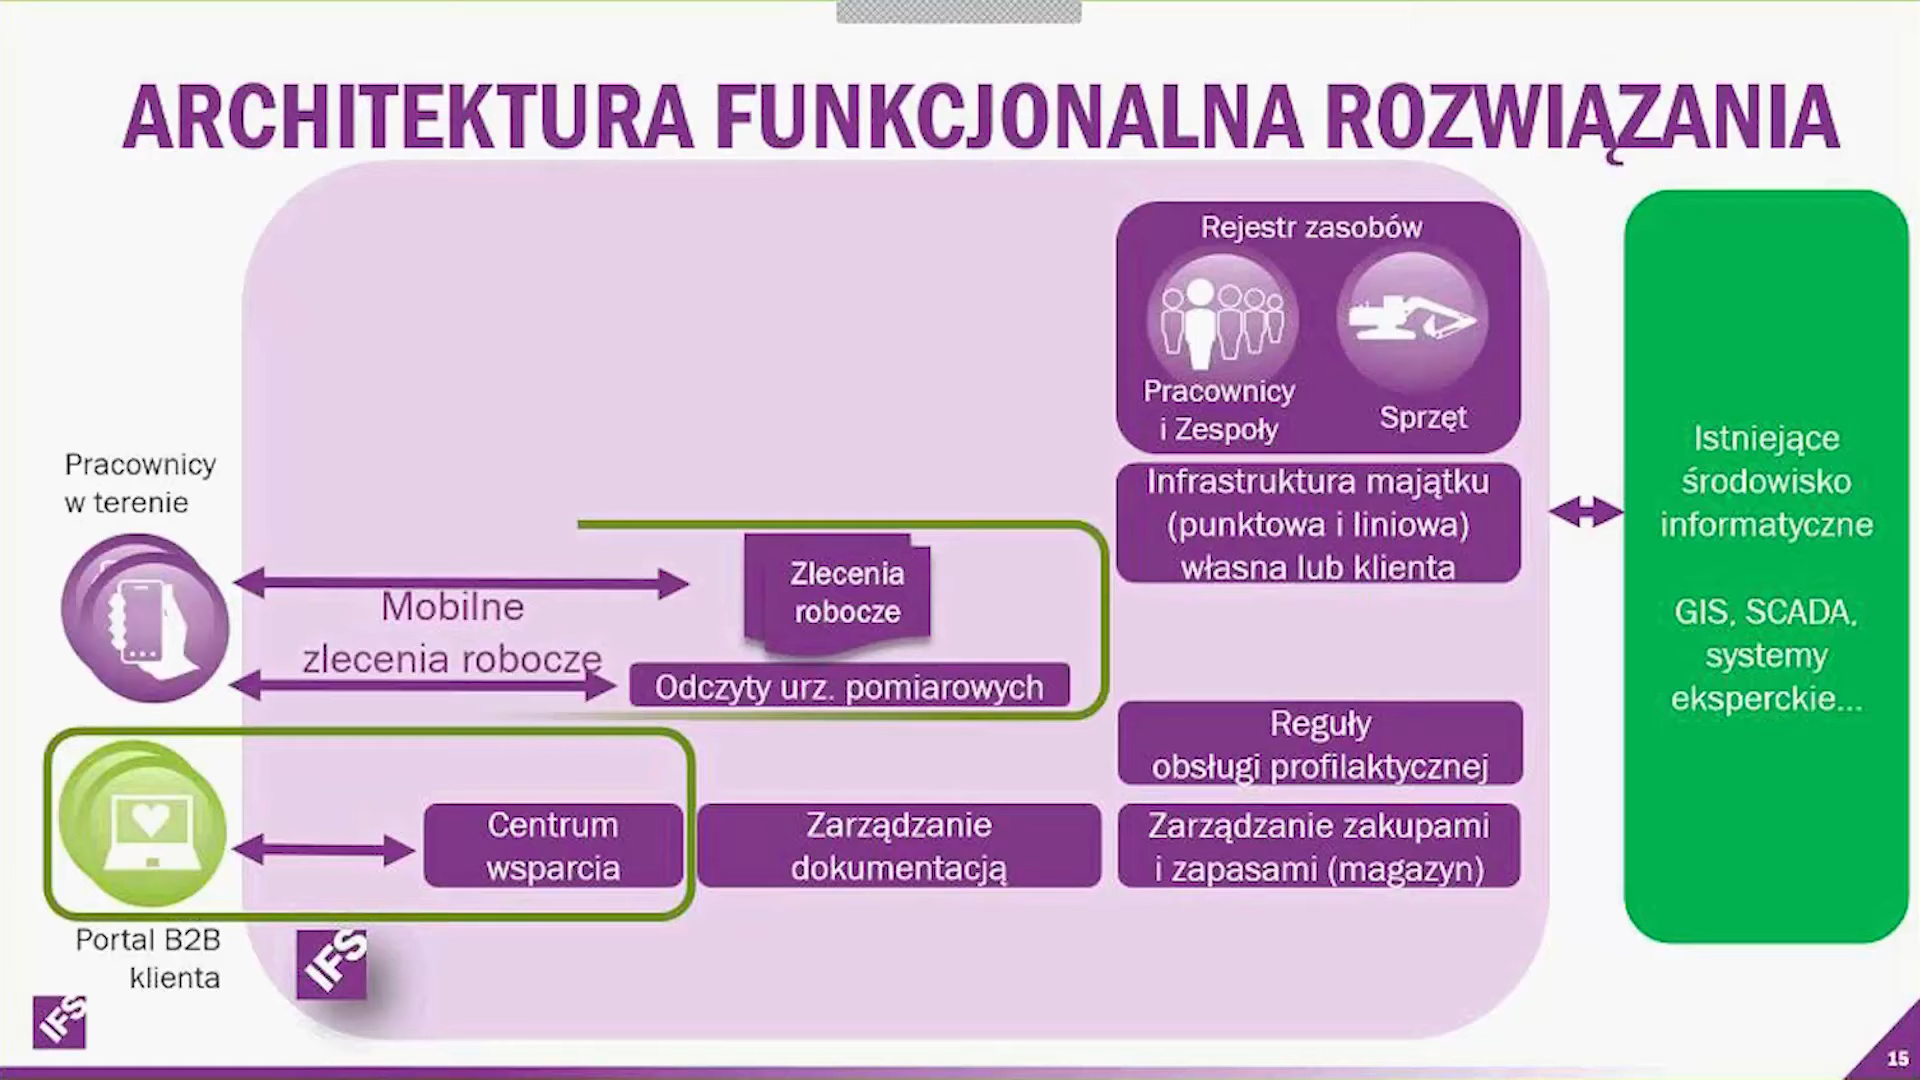 ARCHITEKTURA FUNKCJONALNA ROZWIĄZANIA
Rejestr zasobów
Pracownicy
i Zespoły
Sprzęt
Infrastruktura majątku
(punktowa i liniowa)
własna lub klienta
Istniejące
środowisko
informatyczne
GIS, SCADA,
systemy
eksperckie...
Pracownicy
w terenie
Mobilne
zlecenia robocze
Zlecenia
robocze
Odczyty urz. pomiarowych
Reguły
obsługi profilaktycznej
Centrum
wsparcia
Zarządzanie
dokumentacją
Zarządzanie zakupami
i zapasami (magazyn)
Portal B2B
klienta
IFS
IFS
15